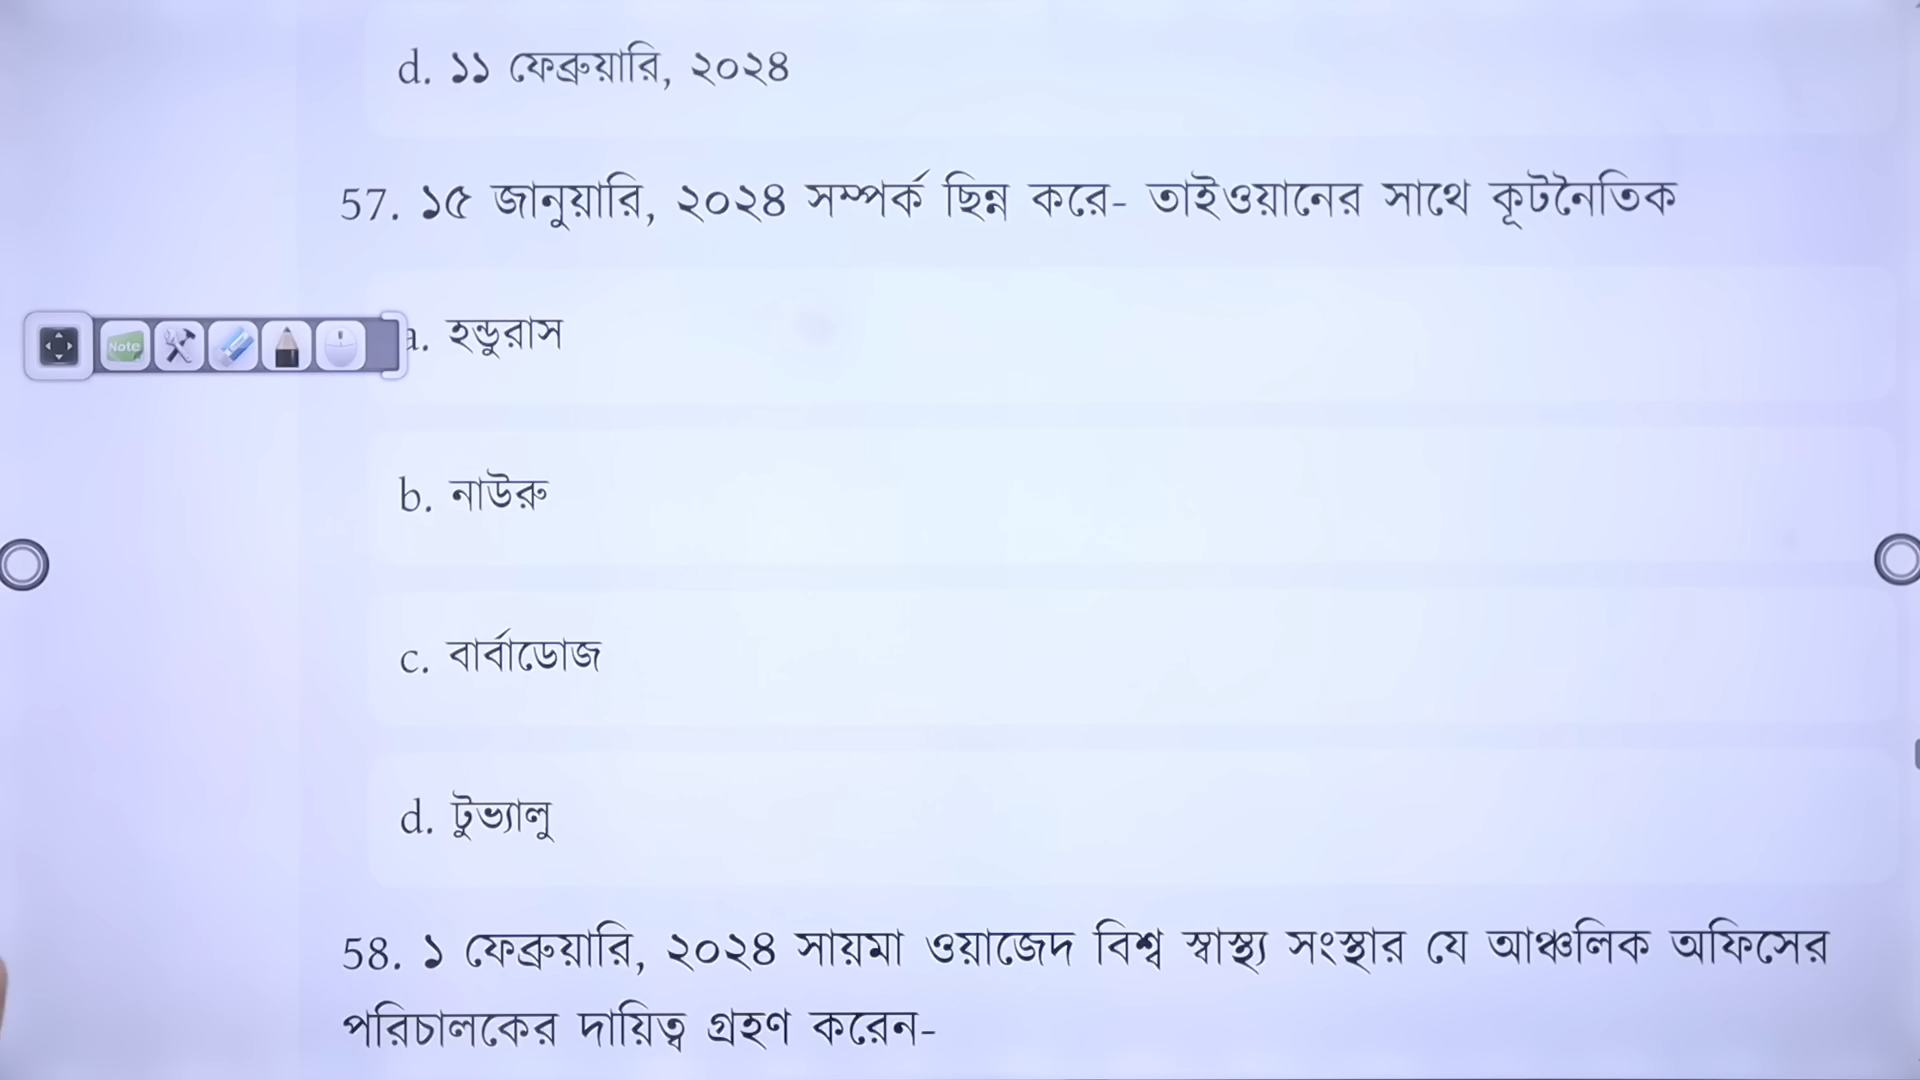 d. ১১ ফেব্রুয়ারি, ২০২৪
57. ১৫ জানুয়ারি, ২০২৪ সম্পর্ক ছিন্ন করে- তাইওয়ানের সাথে কূটনৈতিক
Note
a. হন্ডুরাস
b. নাউরু
c. বার্বাডোজ
d. টুভ্যালু
58. ১ ফেব্রুয়ারি, ২০২৪ সায়মা ওয়াজেদ বিশ্ব স্বাস্থ্য সংস্থার যে আঞ্চলিক অফিসের
পরিচালকের দায়িত্ব গ্রহণ করেন-